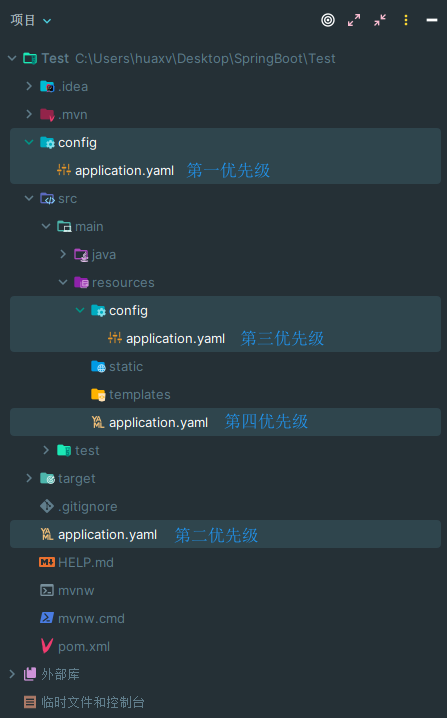 项目
Test C:\Users\huaxv\Desktop\SpringBoot\Test
.idea
.mvn
config
application.yaml 第一优先级
src
main
java
resources
config
application.yaml 第三优先级
static
templates
application.yaml 第四优先级
test
target
.gitignore
application.yaml 第二优先级
HELP.md
mvnw
mvnw.cmd
pom.xml
外部库
临时文件和控制台